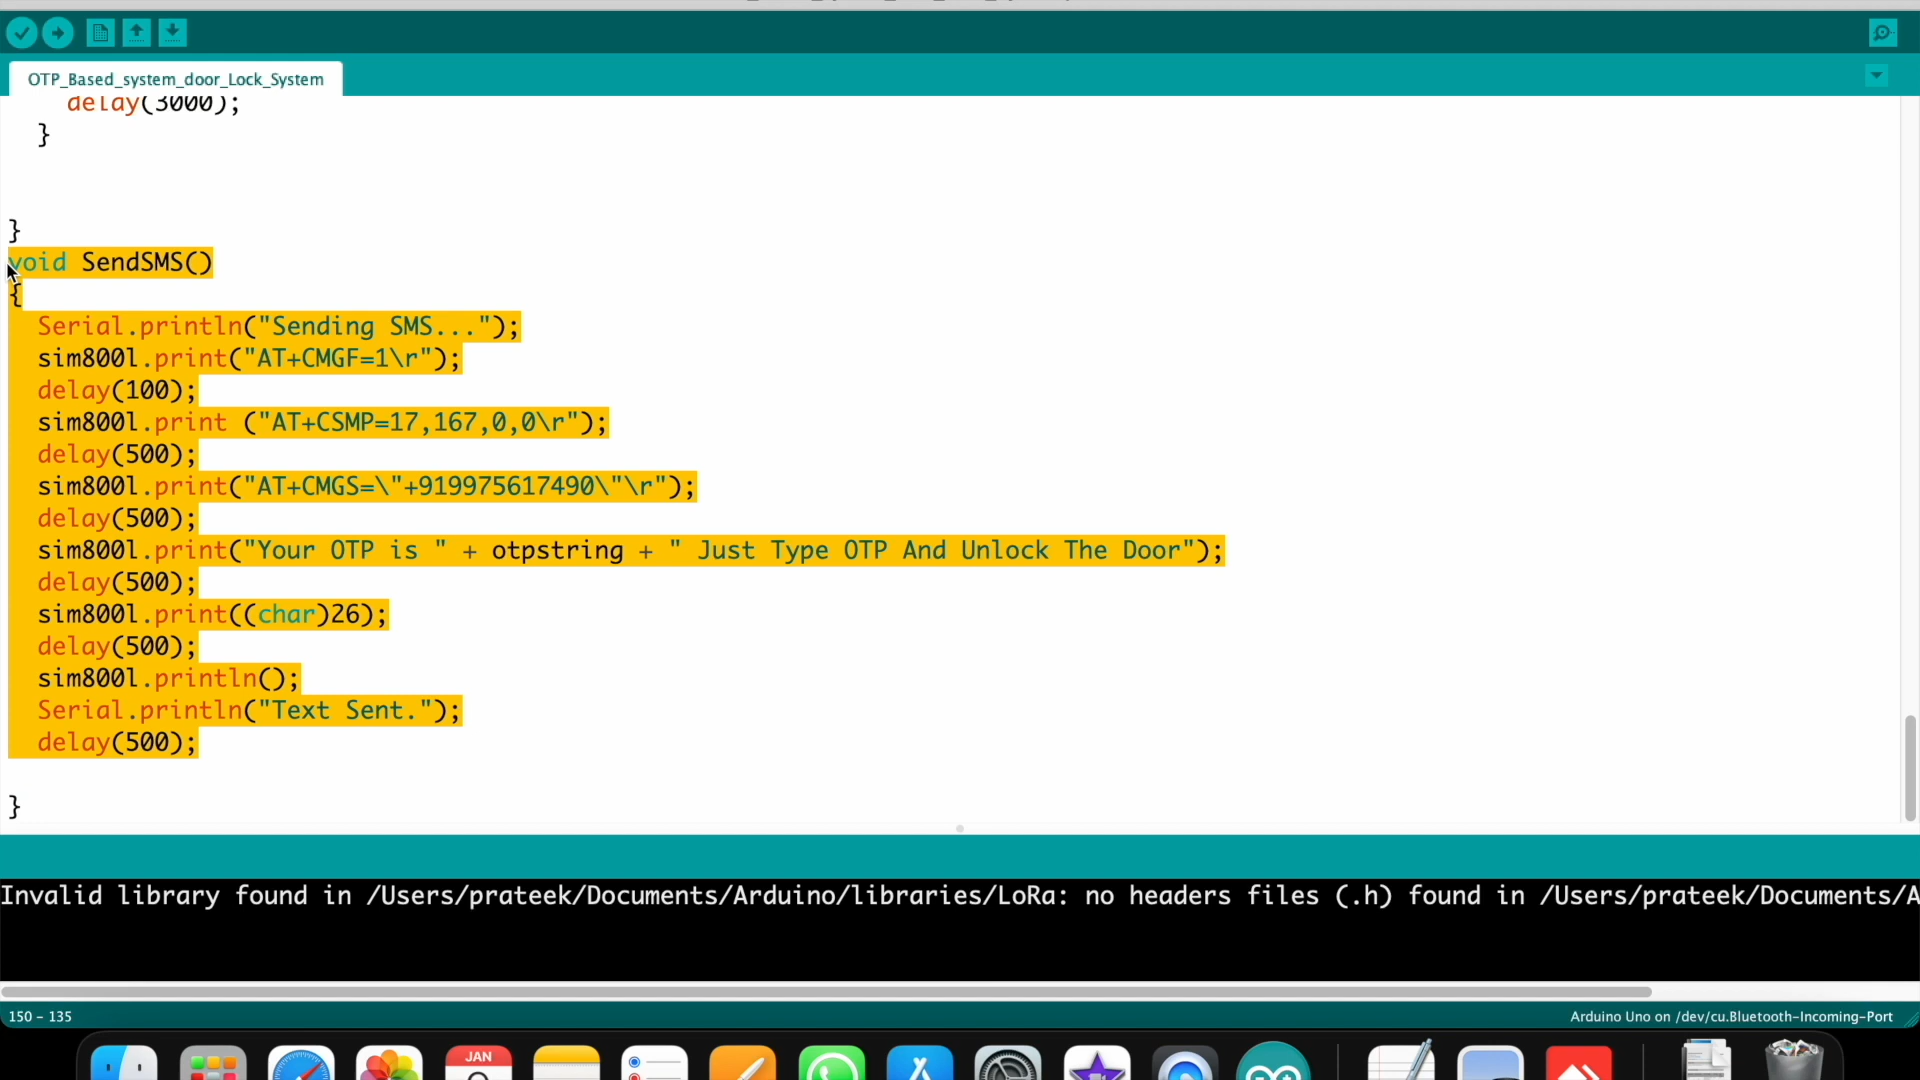 OTP_Based_system_door_Lock_System
delay(3000);
}
}
void SendSMS()
{
Serial.println("Sending SMS...");
sim800l.print("AT+CMGF=1\r");
delay(100);
sim800l.print ("AT+CSMP=17,167,0,0\r");
delay(500);
sim800l.print("AT+CMGS=\"+919975617490\"\r");
delay(500);
sim800l.print("Your OTP is " + otpstring + " Just Type OTP And Unlock The Door");
delay(500);
sim800l.print((char)26);
delay(500);
sim800l.println();
Serial.println("Text Sent.");
delay(500);
}
Invalid library found in /Users/prateek/Documents/Arduino/libraries/LoRa: no headers files (.h) found in /Users/prateek/Documents/A
150 - 135
Arduino Uno on /dev/cu.Bluetooth-Incoming-Port
JAN